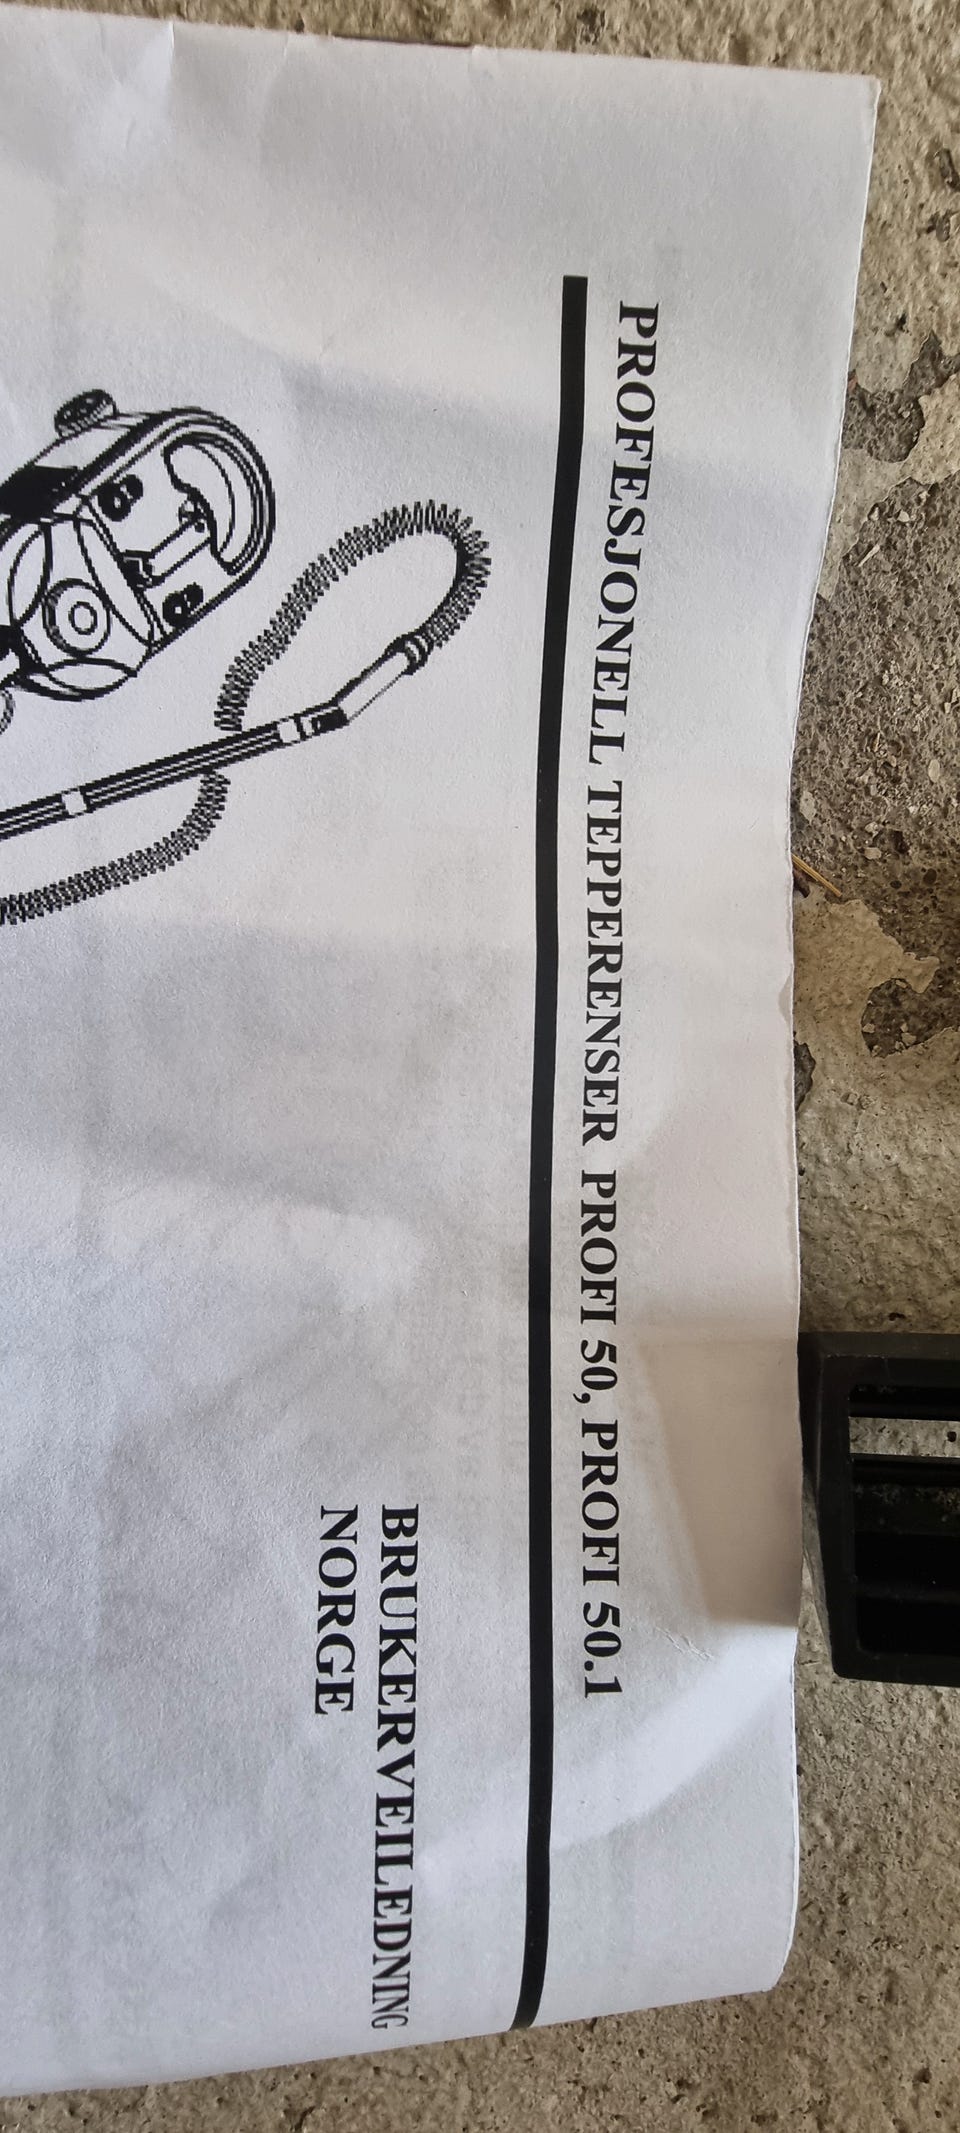 PROFESJONELL TEPPERENSER PROFI 50, PROFI 50.1
BRUKERVEILEDNING
NORGE